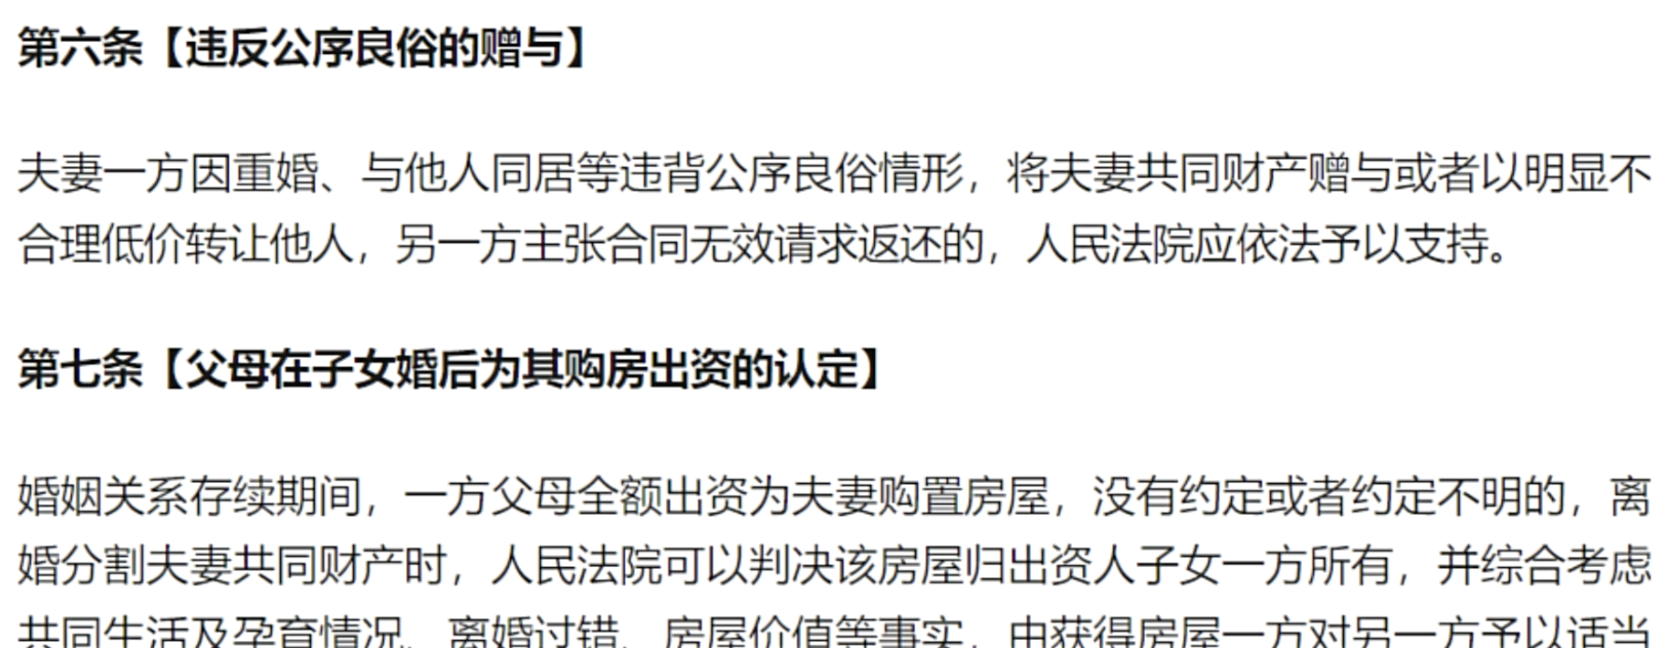 第六条【违反公序良俗的赠与】
夫妻一方因重婚、与他人同居等违背公序良俗情形，将夫妻共同财产赠与或者以明显不
合理低价转让他人，另一方主张合同无效请求返还的，人民法院应依法予以支持。
第七条【父母在子女婚后为其购房出资的认定】
婚姻关系存续期间，一方父母全额出资为夫妻购置房屋，没有约定或者约定不明的，离
婚分割夫妻共同财产时，人民法院可以判决该房屋归出资人子女一方所有，并综合考虑
共同生活及孕育情况、离婚过错、房屋价值等事实，由获得房屋一方对另一方予以适当